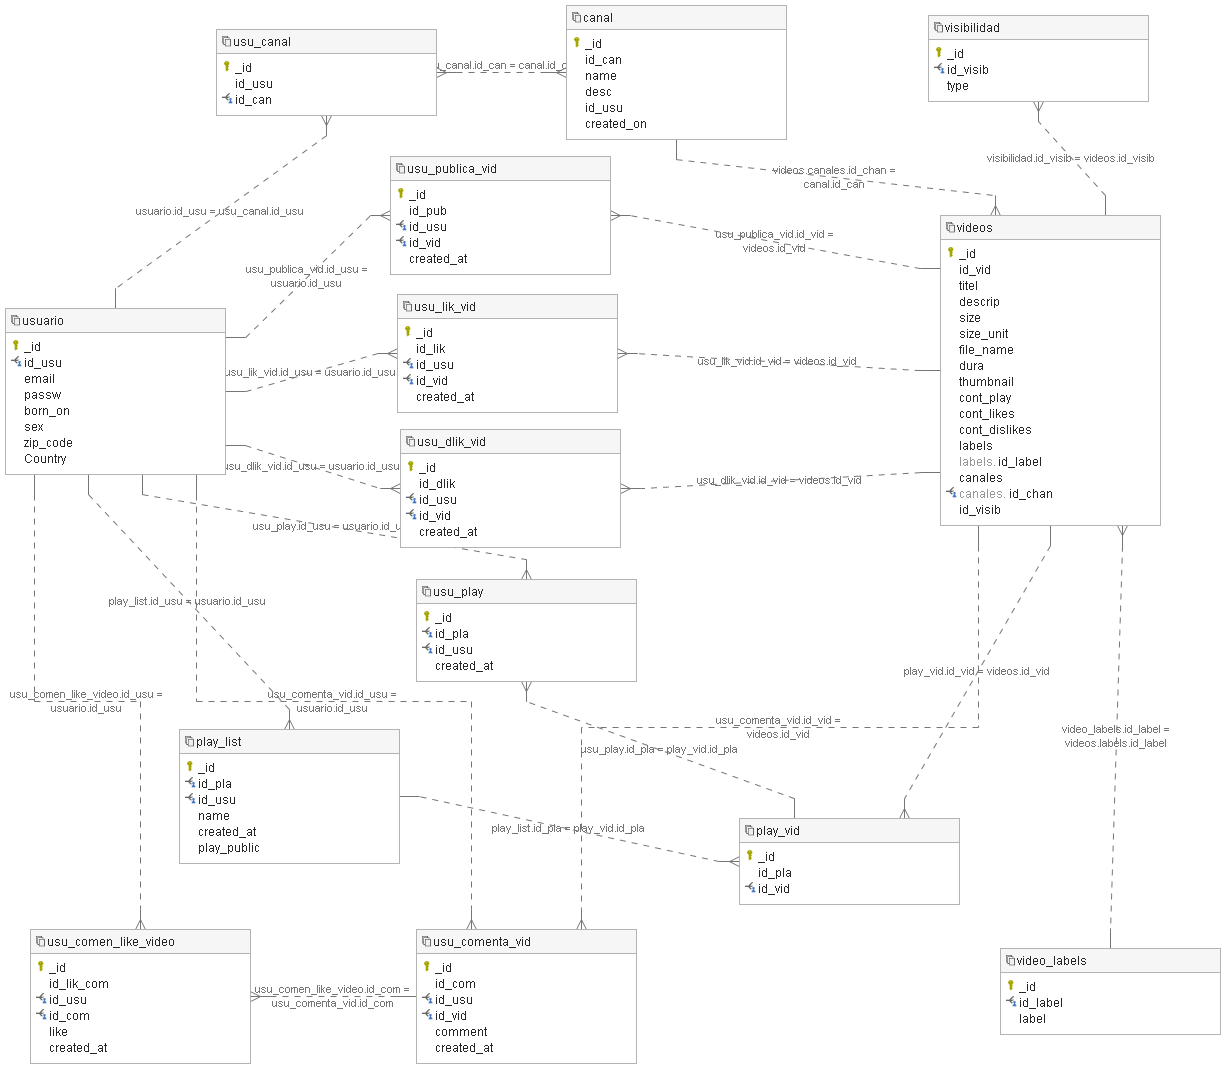 canal
_id
id_can
name
desc
id_usu
created_on
usu_canal
_id
id_usu
id_can
canal.id_can = canal.id_c
visibilidad
_id
id_visib
type
visibilidad.id_visib = videos.id_visib
videos.canales.id_chan =
canal.id_can
usu_publica_vid
_id
id_pub
id_usu
id_vid
created_at
usuario.id_usu = usu_canal.id_usu
usu_publica_vid.id_vid =
videos.id_vid
usu_publica_vid.id_usu =
usuario.id_usu
videos
_id
id_vid
titel
descrip
size
size_unit
file_name
dura
thumbnail
cont_play
cont_likes
cont_dislikes
labels
labels. id_label
canales
canales. id_chan
id_visib
usuario
_id
id_usu
email
passw
born_on
sex
zip_code
Country
usu_lik_vid
_id
id_lik
id_usu
id_vid
created_at
usu_lik_vid.id_vid = videos.id_vid
usu_lik_vid.id_usu = usuario.id_usu
usu_dlik_vid
_id
id_dlik
id_usu
id_vid
created_at
usu_dlik_vid.id_usu = usuario.id_usu
usu_dlik_vid.id_vid = videos.id_vid
usu_play.id_usu = usuario.id_u
usu_play
_id
id_pla
id_usu
created_at
play_list.id_usu = usuario.id_usu
play_vid.id_vid = videos.id_vid
usu_comen_like_video.id_usu =
usuario.id_usu
usu_comenta_vid.id_usu =
usuario.id_usu
usu_comenta_vid.id_vid =
videos.id_vid
usu_play.id_pla = play_vid.id_pla
video_labels.id_label =
videos.labels.id_label
play_list
_id
id_pla
id_usu
name
created_at
play_public
play_list.id_pla = play_vid.id_pla
play_vid
_id
id_pla
id_vid
usu_comen_like_video
_id
id_lik_com
id_usu
id_com
like
created_at
usu_comen_like_video.id_com =
usu_comenta_vid.id_com
usu_comenta_vid
_id
id_com
id_usu
id_vid
comment
created_at
video_labels
_id
id_label
label